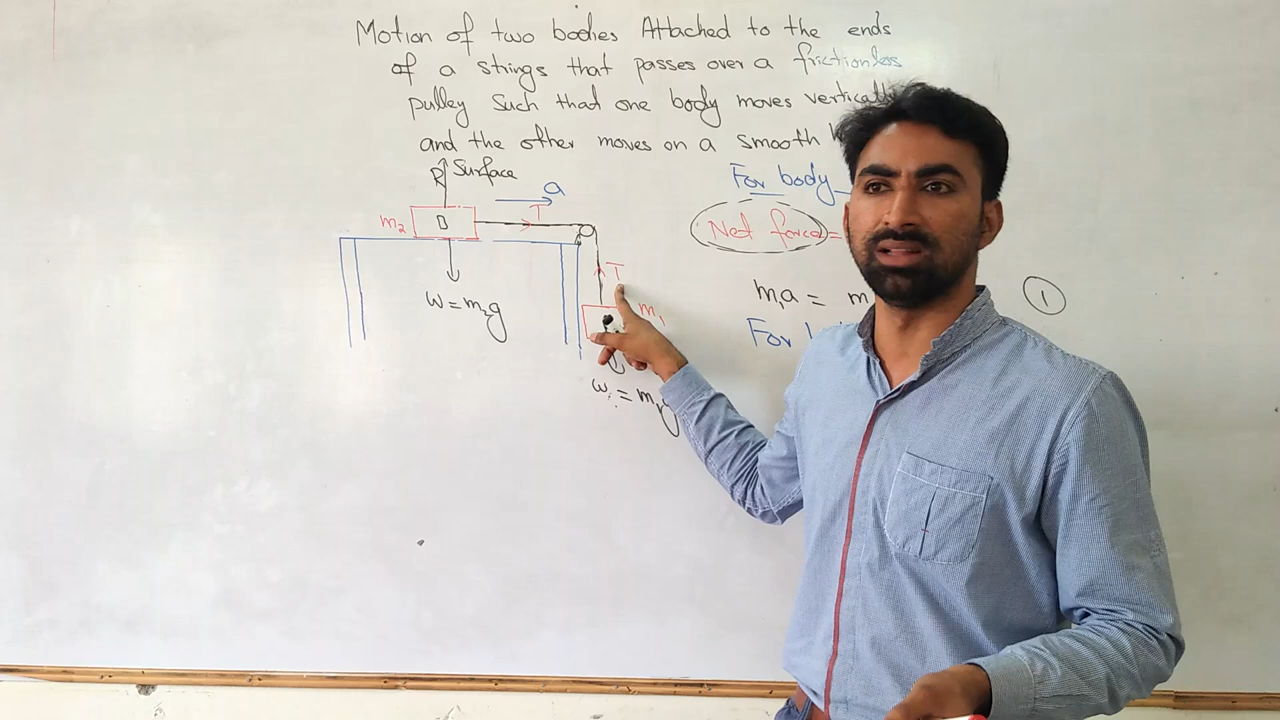 Motion of two bodies Attached to the ends
of a strings that passes over a frictionless
pulley Such that one body moves vertically
and the other moves on a smooth
R Surface
a
For body
T
m₂ B
Net force =
T
m₁a = m
1
m₁
W = m₂g
For
W₁ = m₁g